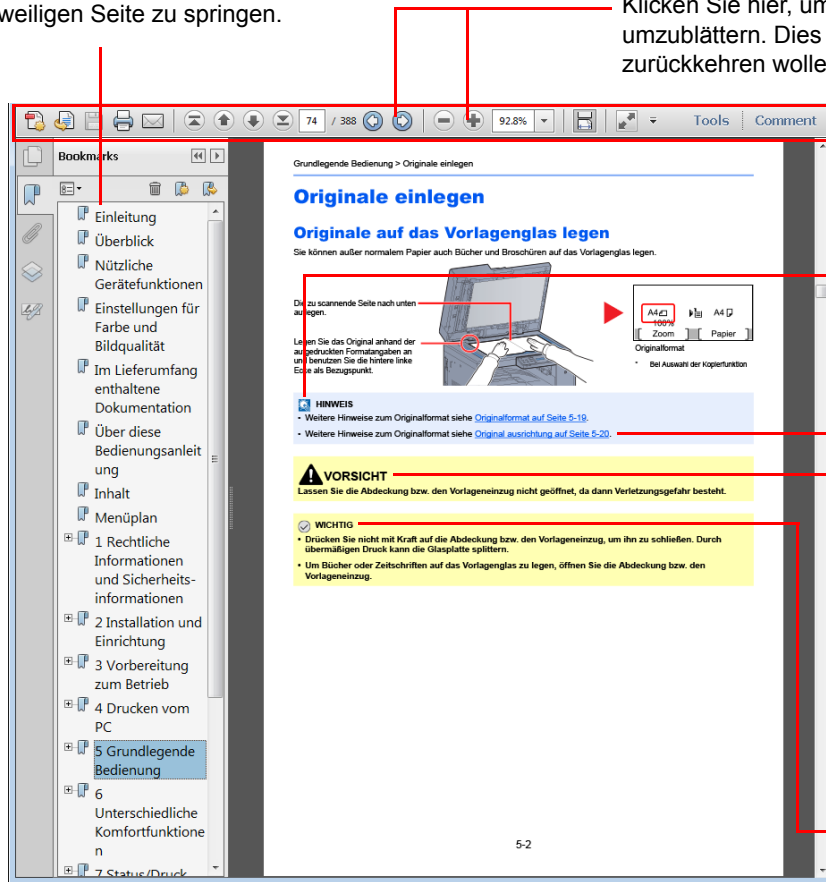 weiligen Seite zu springen.
Klicken Sie hier, um
umzublättern. Dies
zurückkehren wolle
74 / 388
92.8%
Tools
Comment
Bookmarks
Einleitung
Überblick
Nützliche
Gerätefunktionen
Einstellungen für
Farbe und
Bildqualität
Im Lieferumfang
enthaltene
Dokumentation
Über diese
Bedienungsanleit
ung
Inhalt
Menüplan
1 Rechtliche
Informationen
und Sicherheits-
informationen
2 Installation und
Einrichtung
3 Vorbereitung
zum Betrieb
4 Drucken vom
PC
5 Grundlegende
Bedienung
6
Unterschiedliche
Komfortfunktione
n
7 Status/Druck
Grundlegende Bedienung > Originale einlegen
Originale einlegen
Originale auf das Vorlagenglas legen
Sie können außer normalem Papier auch Bücher und Broschüren auf das Vorlagenglas legen.
Die zu scannende Seite nach unten
auflegen.
Legen Sie das Original anhand der
aufgedruckten Formatangaben an
und benutzen Sie die hintere linke
Ecke als Bezugspunkt.
A4
A4
100%
Zoom
Papier
Originalformat
* Bei Auswahl der Kopierfunktion
HINWEIS
• Weitere Hinweise zum Originalformat siehe Originalformat auf Seite 5-19.
• Weitere Hinweise zum Originalformat siehe Original ausrichtung auf Seite 5-20.
VORSICHT
Lassen Sie die Abdeckung bzw. den Vorlageneinzug nicht geöffnet, da dann Verletzungsgefahr besteht.
WICHTIG
• Drücken Sie nicht mit Kraft auf die Abdeckung bzw. den Vorlageneinzug, um ihn zu schließen. Durch
übermäßigen Druck kann die Glasplatte splittern.
• Um Bücher oder Zeitschriften auf das Vorlagenglas zu legen, öffnen Sie die Abdeckung bzw. den
Vorlageneinzug.
5-2